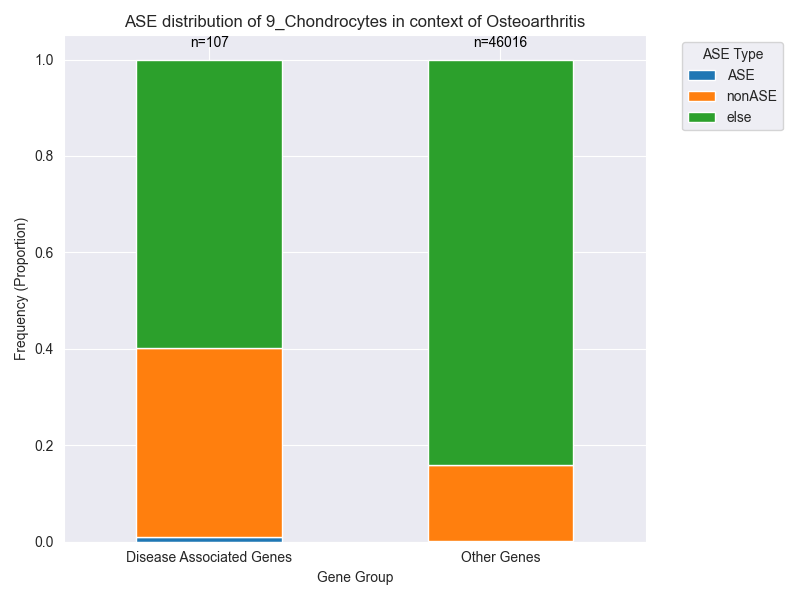 ASE distribution of 9_Chondrocytes in context of Osteoarthritis
n=107
n=46016
ASE Type
ASE
nonASE
else
1.0
0.8
0.6
0.4
0.2
0.0
Frequency (Proportion)
Disease Associated Genes
Other Genes
Gene Group